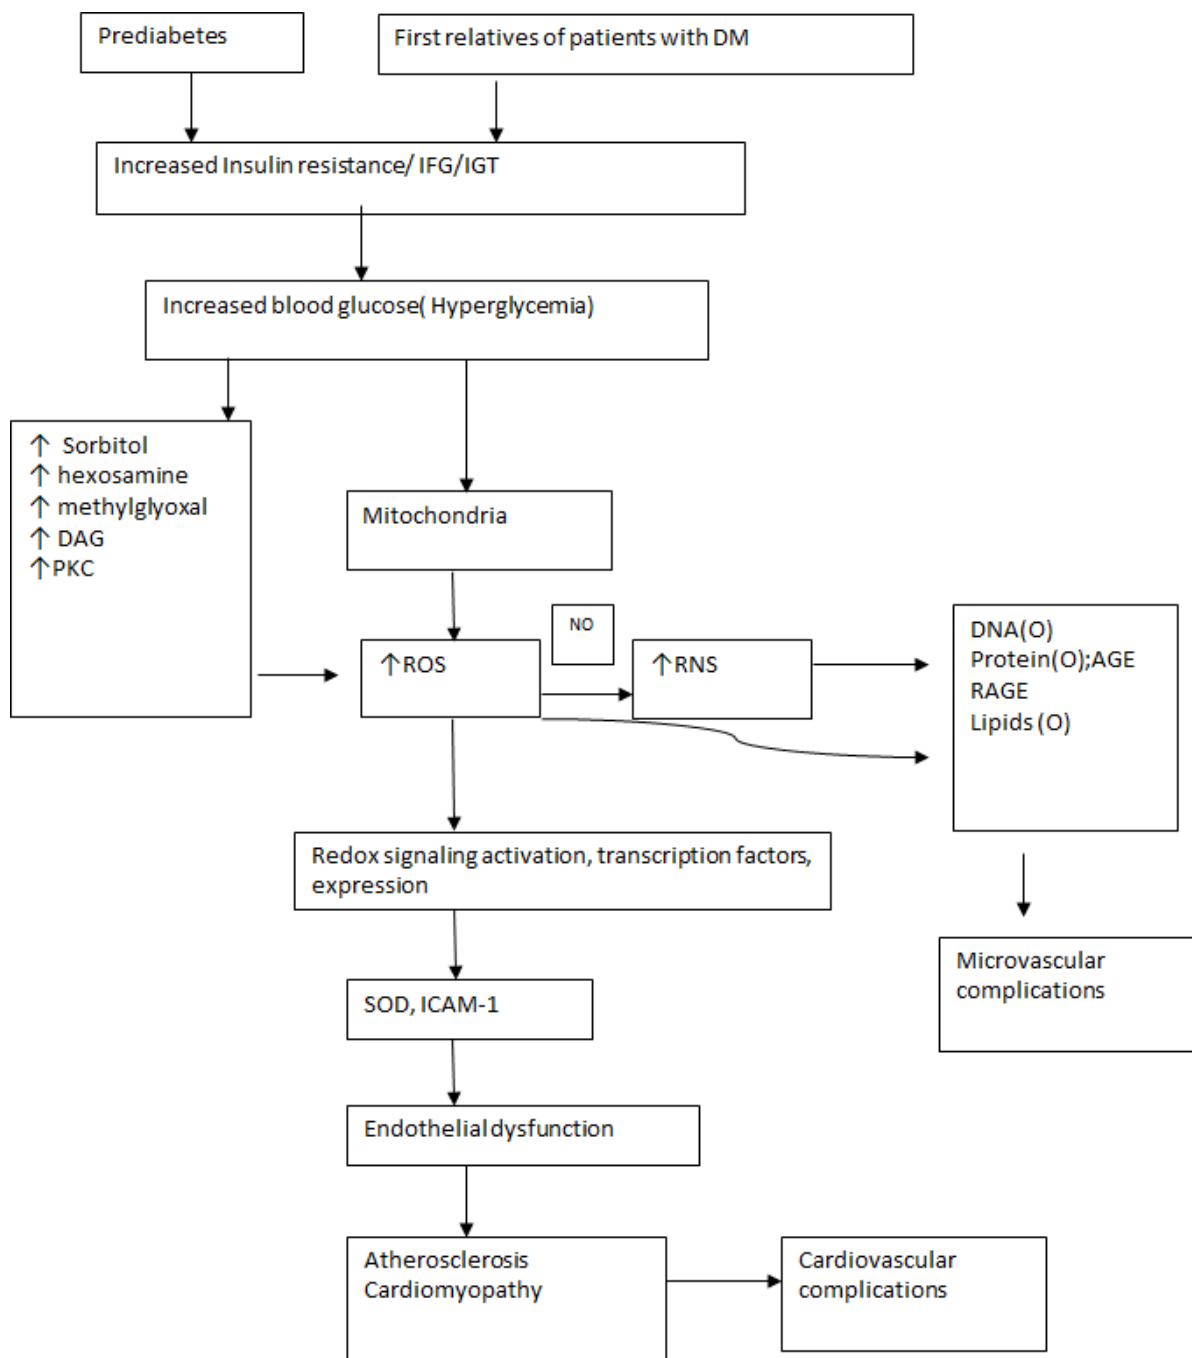 Prediabetes
First relatives of patients with DM
Increased Insulin resistance/ IFG/IGT
Increased blood glucose( Hyperglycemia)
↑ Sorbitol
↑ hexosamine
↑ methylglyoxal
↑ DAG
↑PKC
Mitochondria
↑ROS
NO
↑RNS
DNA(O)
Protein(O);AGE
RAGE
Lipids (O)
Redox signaling activation, transcription factors,
expression
Microvascular
complications
SOD, ICAM-1
Endothelial dysfunction
Atherosclerosis
Cardiomyopathy
Cardiovascular
complications